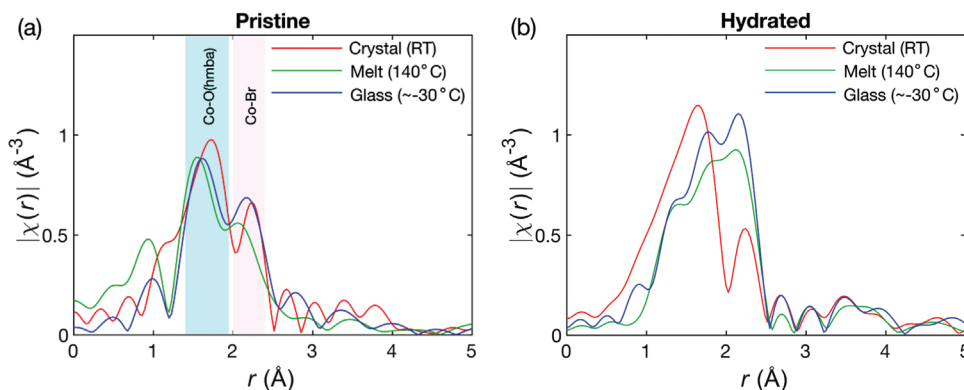 (a)
Pristine
Crystal (RT)
Melt (140°C)
Glass (~-30°C)
Co-O(hmba)
Co-Br
|χ(r)| (Å⁻³)
1
0.5
0
0 1 2 3 4 5
r (Å)
(b)
Hydrated
Crystal (RT)
Melt (140°C)
Glass (~-30°C)
|χ(r)| (Å⁻³)
1
0.5
0
0 1 2 3 4 5
r (Å)